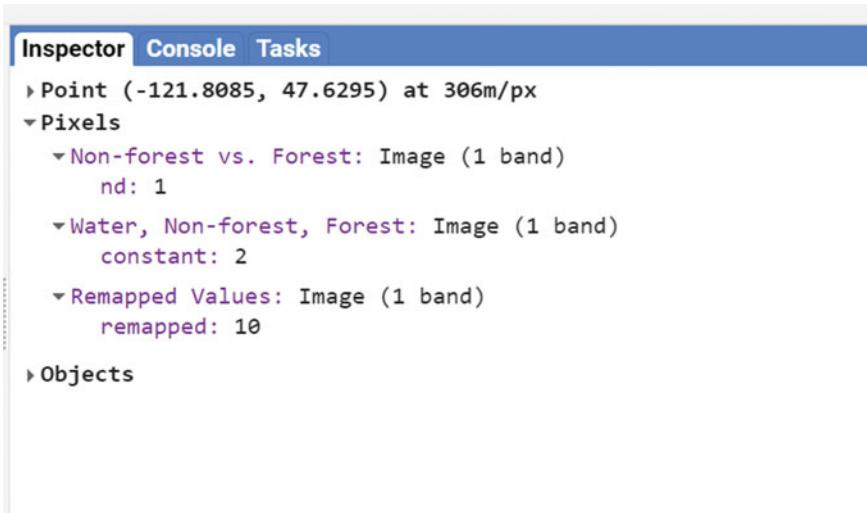 Inspector Console Tasks
Point (-121.8085, 47.6295) at 306m/px
Pixels
Non-forest vs. Forest: Image (1 band)
nd: 1
Water, Non-forest, Forest: Image (1 band)
constant: 2
Remapped Values: Image (1 band)
remapped: 10
Objects